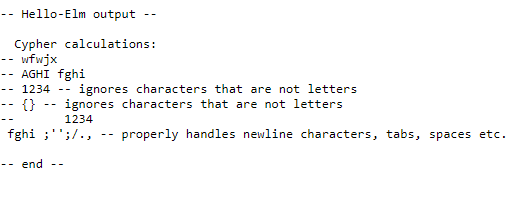 -- Hello-Elm output --
Cypher calculations:
-- wfwjx
-- AGHI fghi
-- 1234 -- ignores characters that are not letters
-- {} -- ignores characters that are not letters
-- 1234
fghi ;'';/., -- properly handles newline characters, tabs, spaces etc.
-- end --